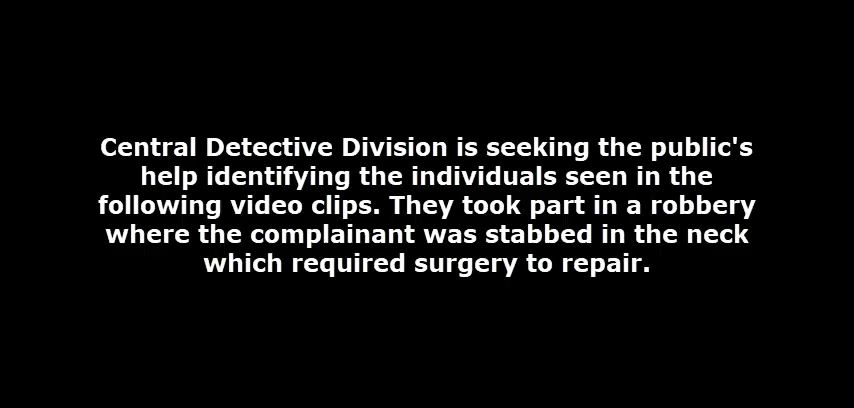 Central Detective Division is seeking the public's
help identifying the individuals seen in the
following video clips. They took part in a robbery
where the complainant was stabbed in the neck
which required surgery to repair.